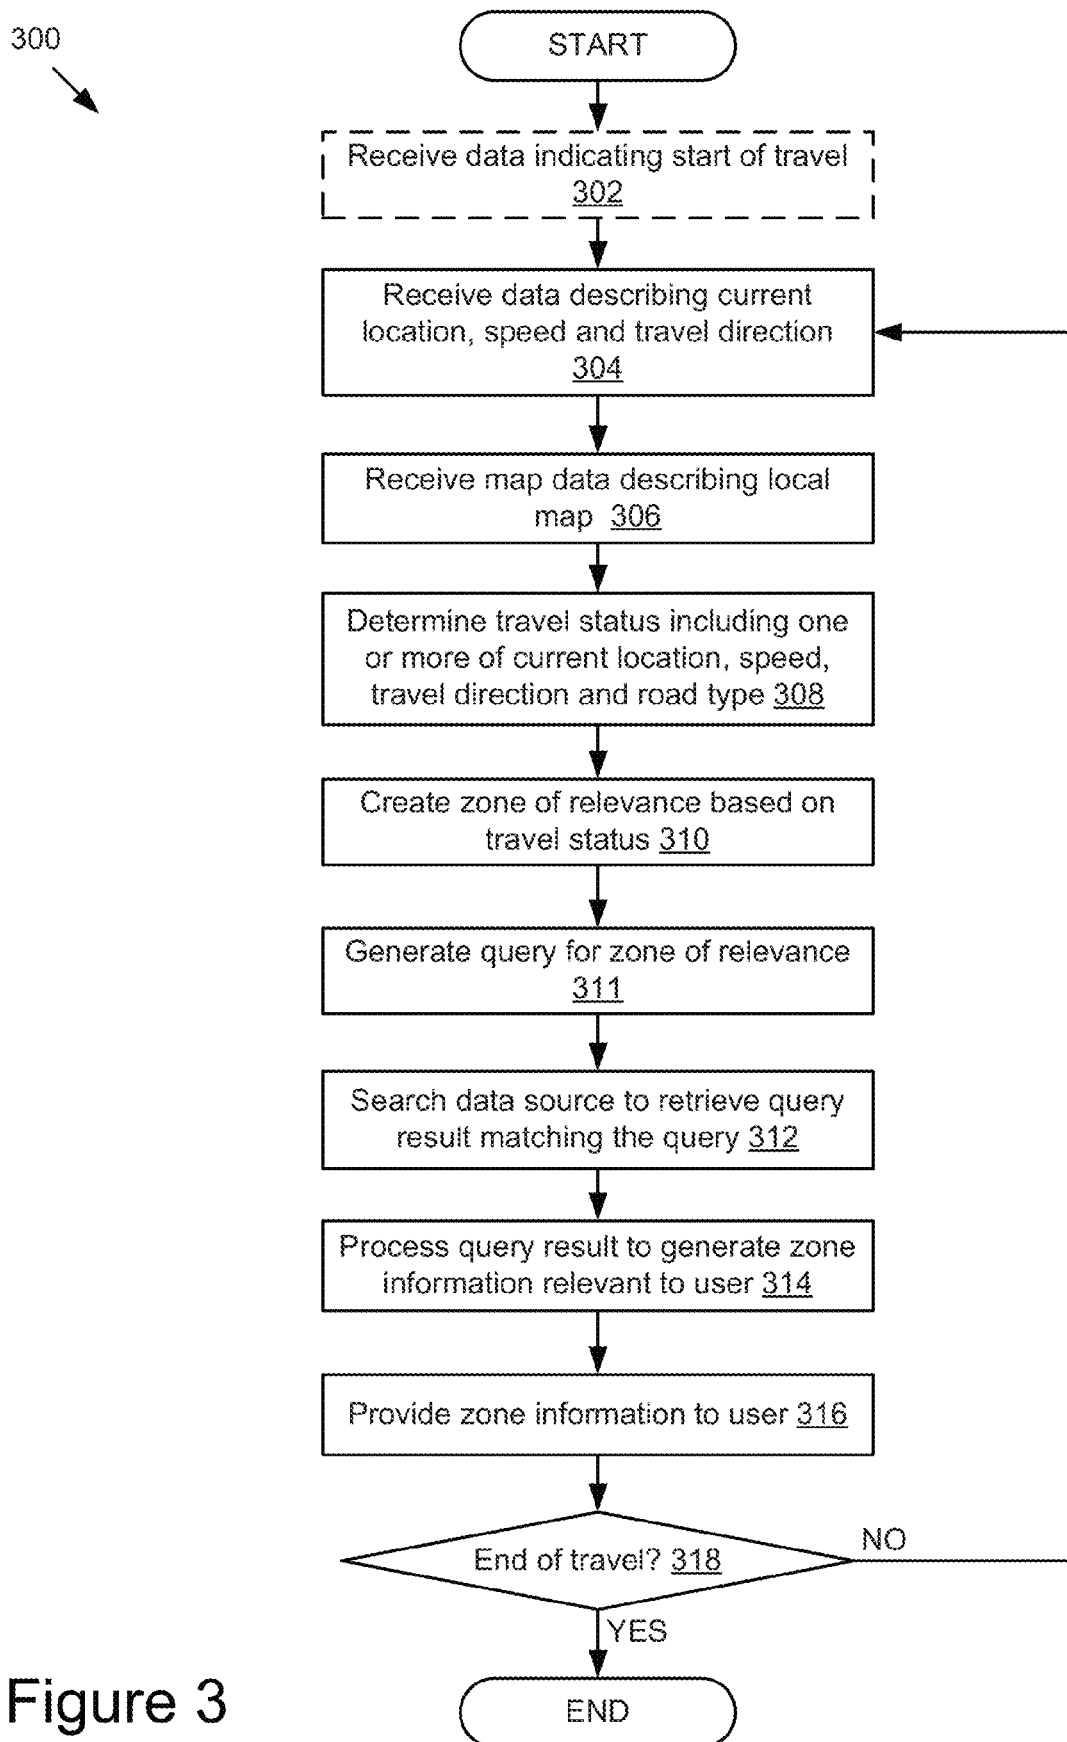 300
START
Receive data indicating start of travel
302
Receive data describing current
location, speed and travel direction
304
Receive map data describing local
map 306
Determine travel status including one
or more of current location, speed,
travel direction and road type 308
Create zone of relevance based on
travel status 310
Generate query for zone of relevance
311
Search data source to retrieve query
result matching the query 312
Process query result to generate zone
information relevant to user 314
Provide zone information to user 316
End of travel? 318
NO
YES
END
Figure 3